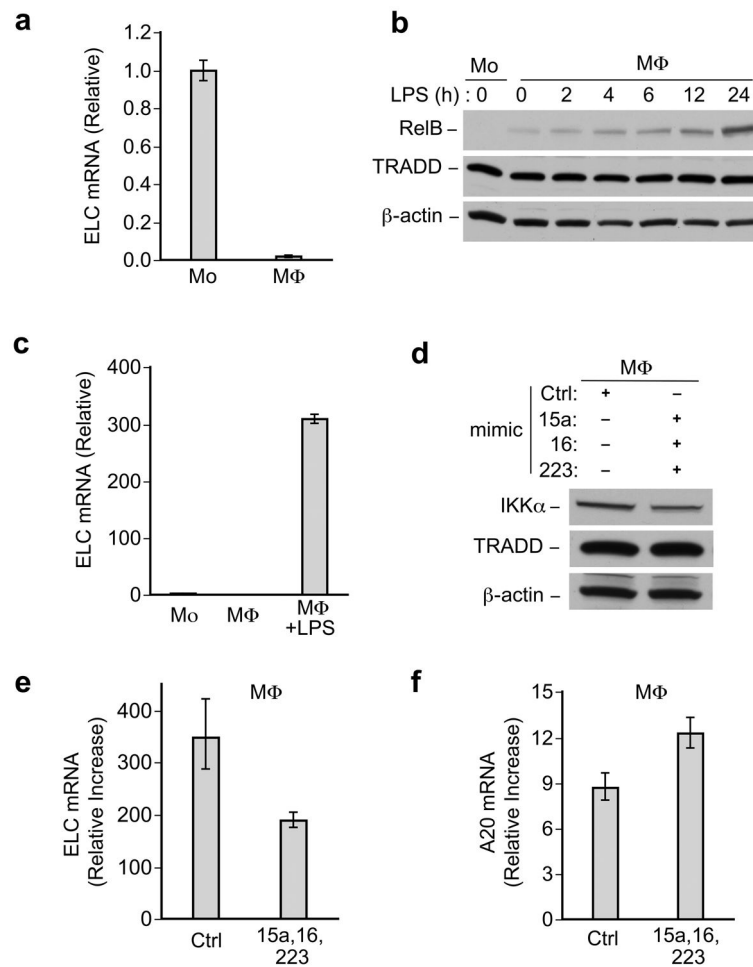 a
ELC mRNA (Relative)
1.2
1.0
0.8
0.6
0.4
0.2
0.0
Mo
MΦ
b
Mo
MΦ
LPS (h) : 0 0 2 4 6 12 24
RelB –
TRADD –
β-actin –
c
ELC mRNA (Relative)
400
300
200
100
0
Mo
MΦ
MΦ
+LPS
d
MΦ
mimic
Ctrl: + –
15a: – +
16: – +
223: – +
IKKα –
TRADD –
β-actin –
e
MΦ
ELC mRNA
(Relative Increase)
400
300
200
100
0
Ctrl
15a,16,
223
f
MΦ
A20 mRNA
(Relative Increase)
15
12
9
6
3
0
Ctrl
15a,16,
223